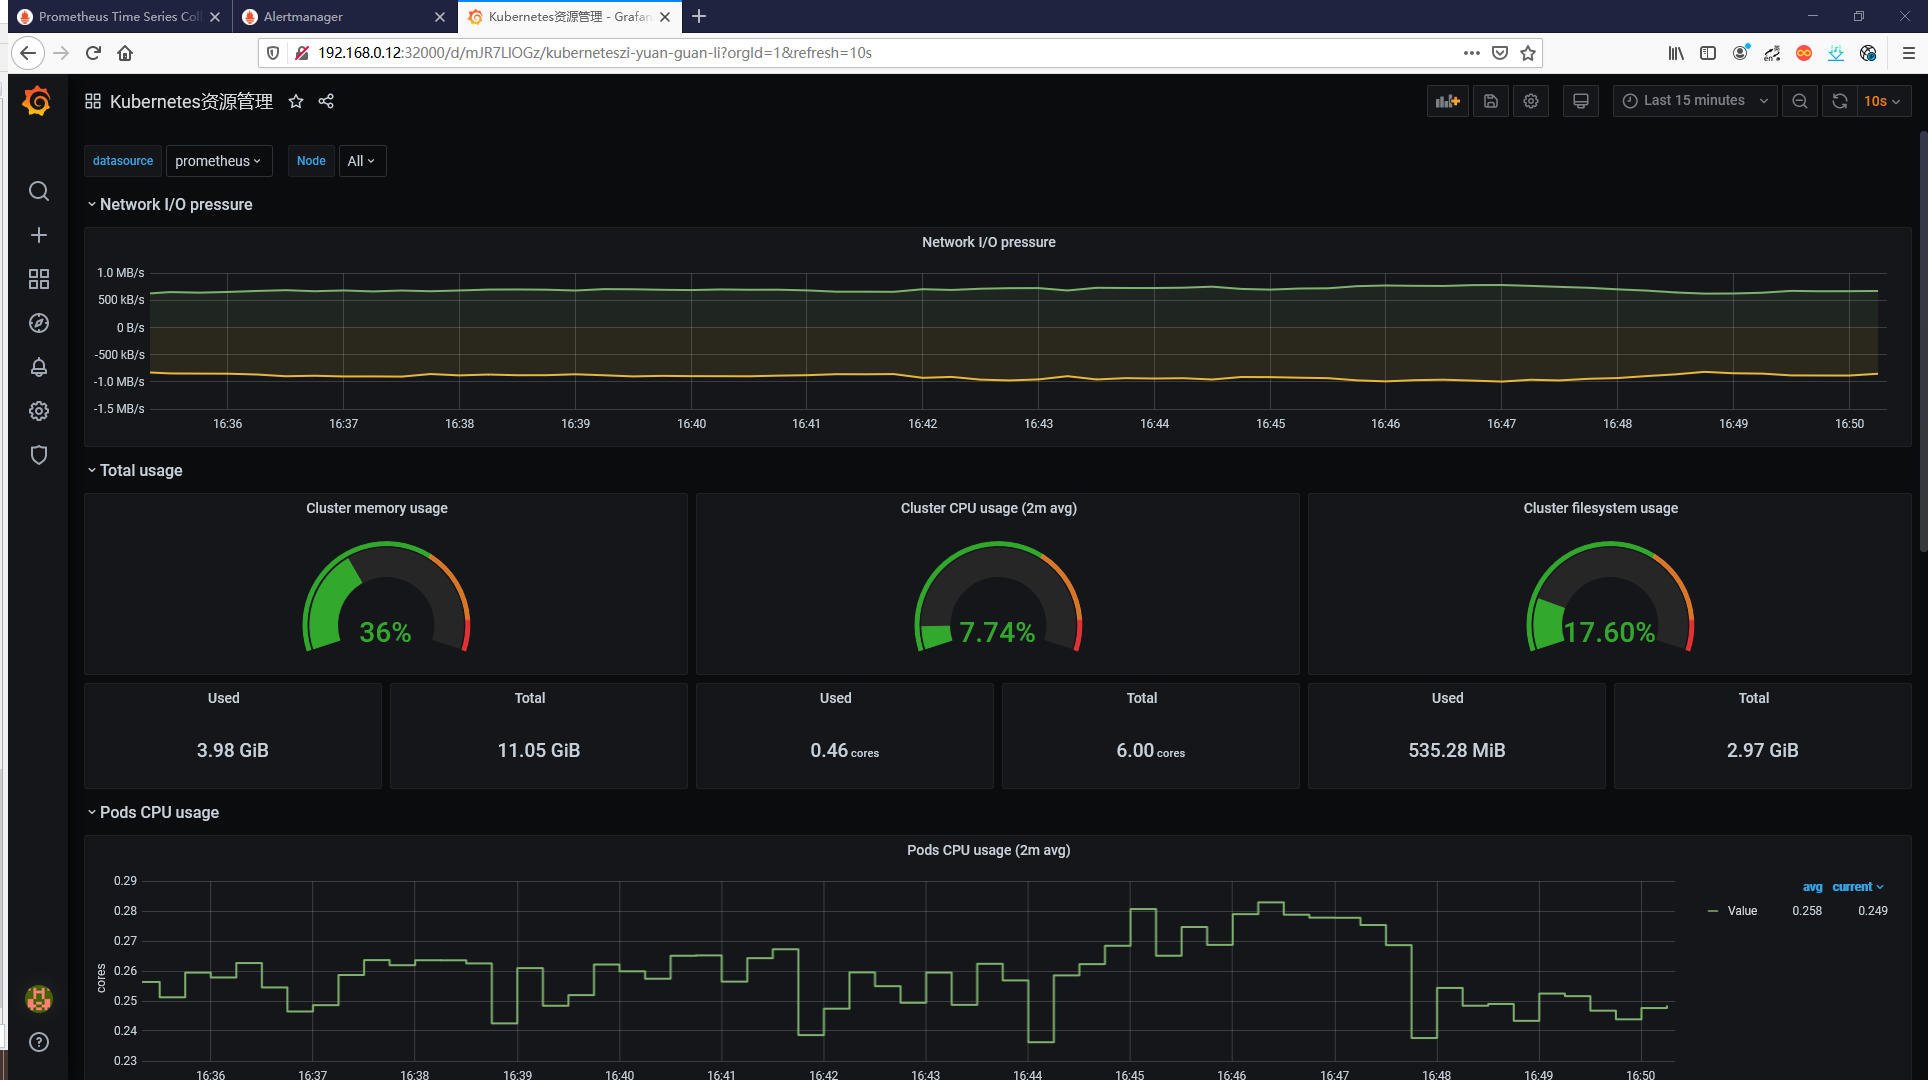 Prometheus Time Series Coll
Alertmanager
Kubernetes资源管理 - Grafan
192.168.0.12:32000/d/mJR7LlOGz/kuberneteszi-yuan-guan-li?orgId=1&refresh=10s
Kubernetes资源管理
Last 15 minutes
10s
datasource
prometheus
Node
All
Network I/O pressure
Network I/O pressure
1.0 MB/s
500 kB/s
0 B/s
-500 kB/s
-1.0 MB/s
-1.5 MB/s
16:36 16:37 16:38 16:39 16:40 16:41 16:42 16:43 16:44 16:45 16:46 16:47 16:48 16:49 16:50
Total usage
Cluster memory usage
36%
Cluster CPU usage (2m avg)
7.74%
Cluster filesystem usage
17.60%
Used
3.98 GiB
Total
11.05 GiB
Used
0.46 cores
Total
6.00 cores
Used
535.28 MiB
Total
2.97 GiB
Pods CPU usage
Pods CPU usage (2m avg)
cores
0.29
0.28
0.27
0.26
0.25
0.24
0.23
16:36 16:37 16:38 16:39 16:40 16:41 16:42 16:43 16:44 16:45 16:46 16:47 16:48 16:49 16:50
avg current
Value 0.258 0.249